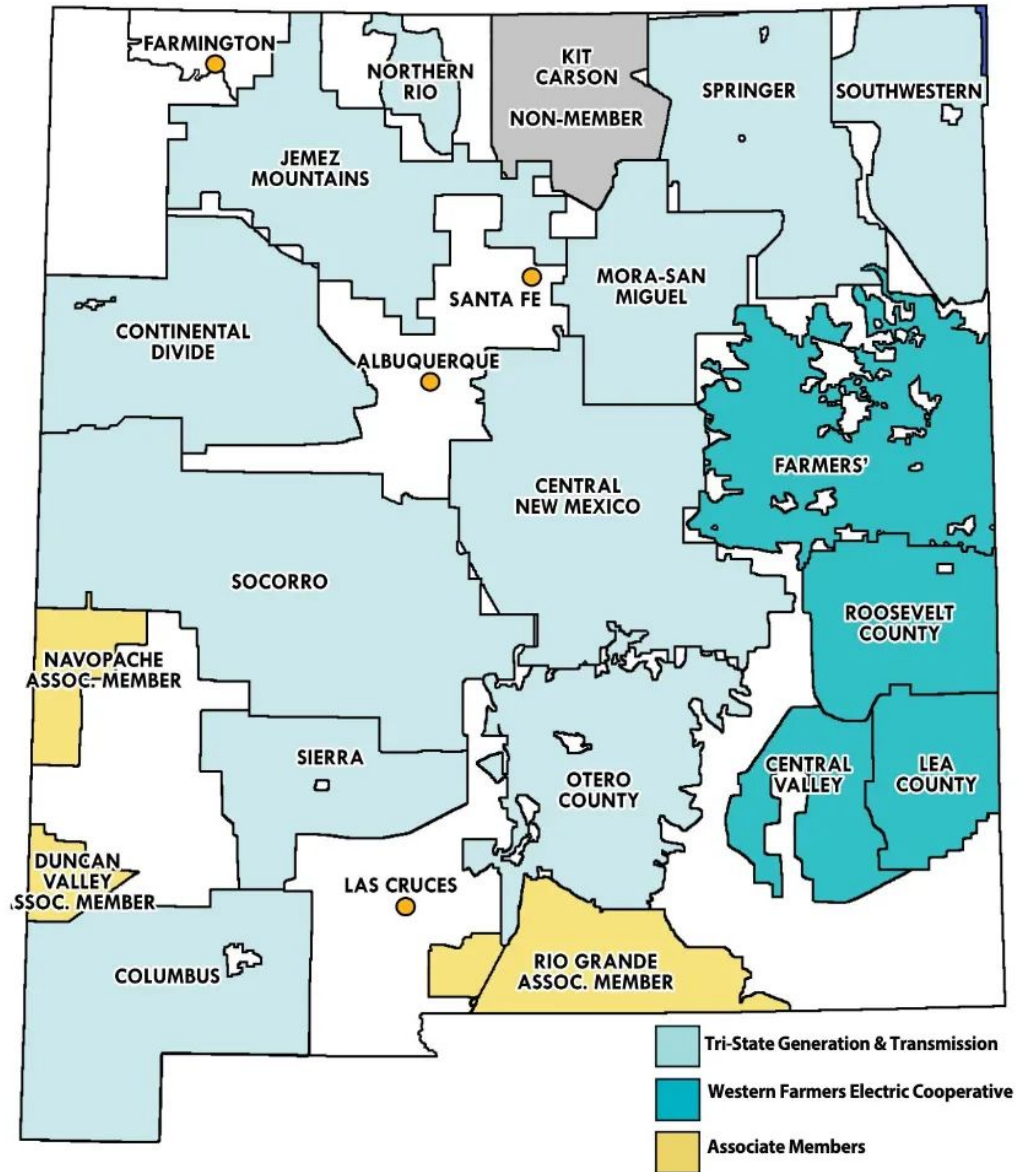 FARMINGTON
NORTHERN
RIO
KIT
CARSON
NON-MEMBER
SPRINGER
SOUTHWESTERN
JEMEZ
MOUNTAINS
SANTA FE
MORA-SAN
MIGUEL
CONTINENTAL
DIVIDE
ALBUQUERQUE
FARMERS'
CENTRAL
NEW MEXICO
SOCORRO
ROOSEVELT
COUNTY
NAVOPACHE
ASSOC. MEMBER
SIERRA
OTERO
COUNTY
CENTRAL
VALLEY
LEA
COUNTY
DUNCAN
VALLEY
SSOC. MEMBER
LAS CRUCES
COLUMBUS
RIO GRANDE
ASSOC. MEMBER
Tri-State Generation & Transmission
Western Farmers Electric Cooperative
Associate Members